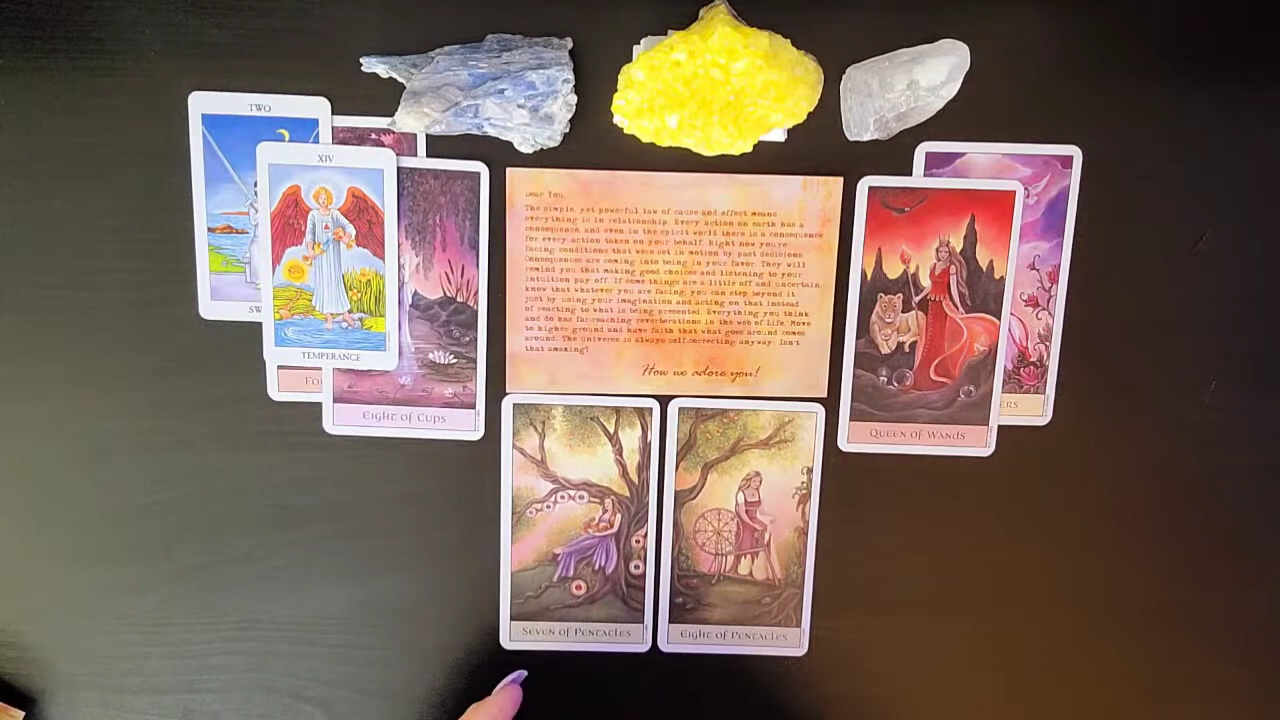 TWO
XIV
SW
TEMPERANCE
FOU
EIGHT OF CUPS
Dear You,
The simple, yet powerful law of cause and effect means
everything is in relationship. Every action on earth has a
consequence, and even in the spirit world there is a consequence
for every action taken on your behalf. Right now you're
facing conditions that were set in motion by past decisions.
Consequences are coming into being in your favor. They will
remind you that making good choices and listening to your
intuition pay off. If some things are a little off and uncertain,
know that whatever you are facing, you can step beyond it
just by using your imagination and acting on that instead
of reacting to what is being presented. Everything you think
and do has far-reaching reverberations in the web of Life. Move
to higher ground and have faith that what goes around comes
around. The universe is always self-correcting anyway. Isn't
that amazing?
How we adore you!
QUEEN OF WANDS
ERS
SEVEN OF PENTACLES
EIGHT OF PENTACLES